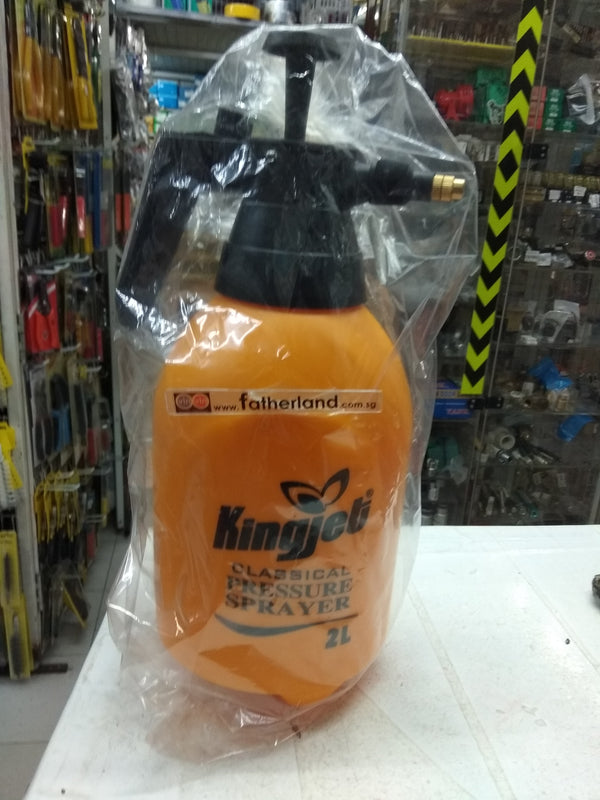 www.fatherland.com.sg
Kingjet
CLASSICAL
PRESSURE
SPRAYER
2L